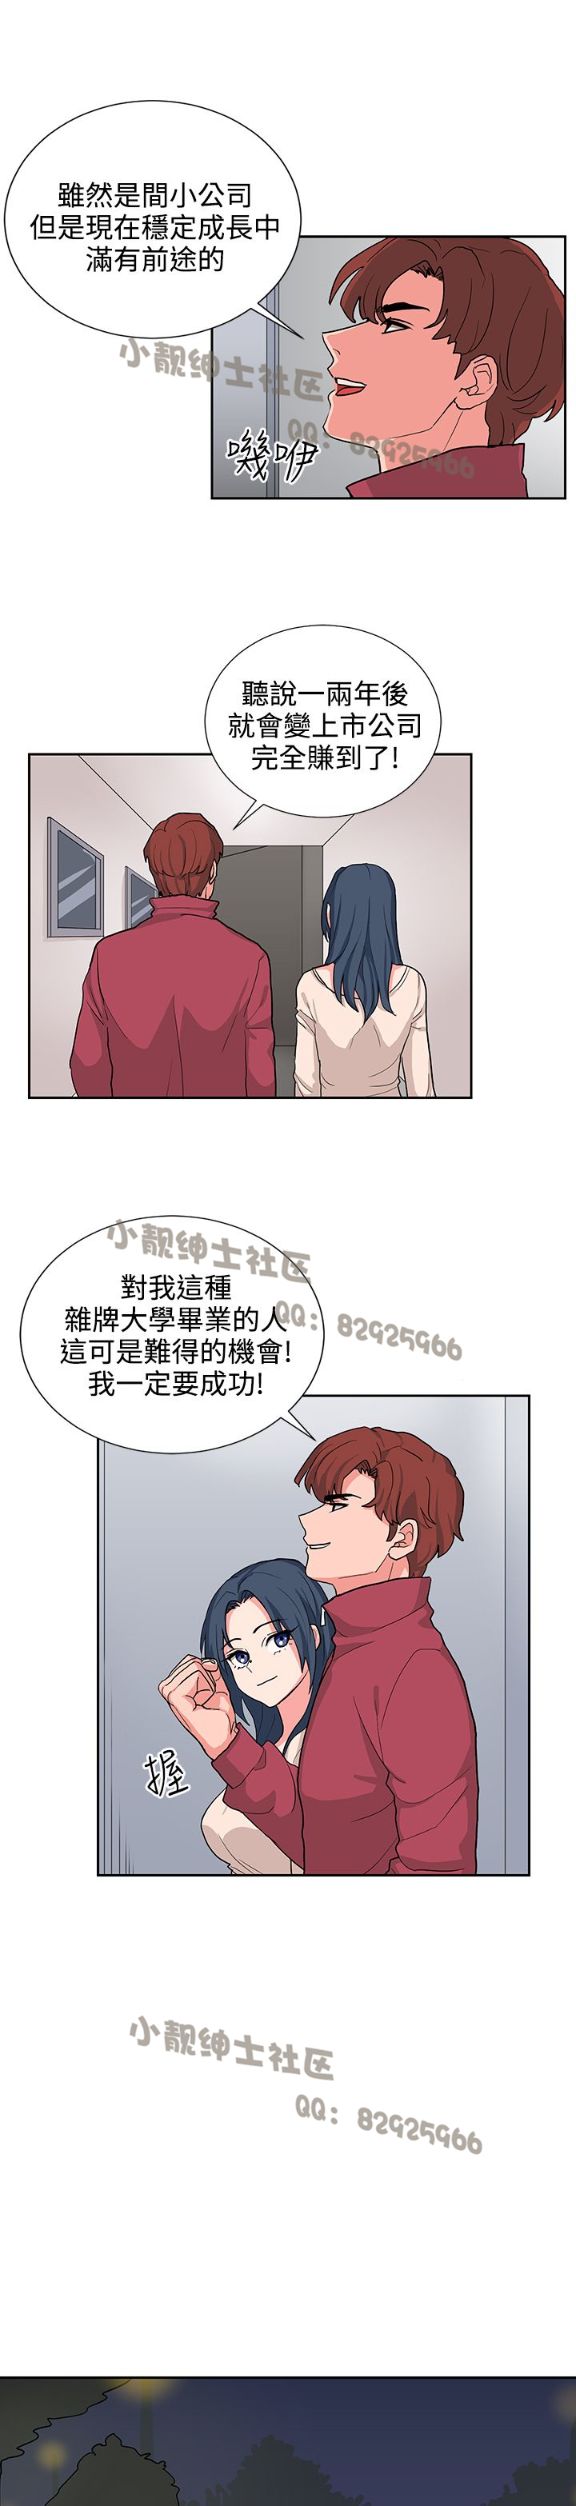 雖然是間小公司
但是現在穩定成長中
滿有前途的
小靓绅士社区
QQ: 82925966
嘰咿
聽說一兩年後
就會變上市公司
完全賺到了!
小靓绅士社区
QQ: 82925966
對我這種
雜牌大學畢業的人
這可是難得的機會!
我一定要成功!
握
小靓绅士社区
QQ: 82925966